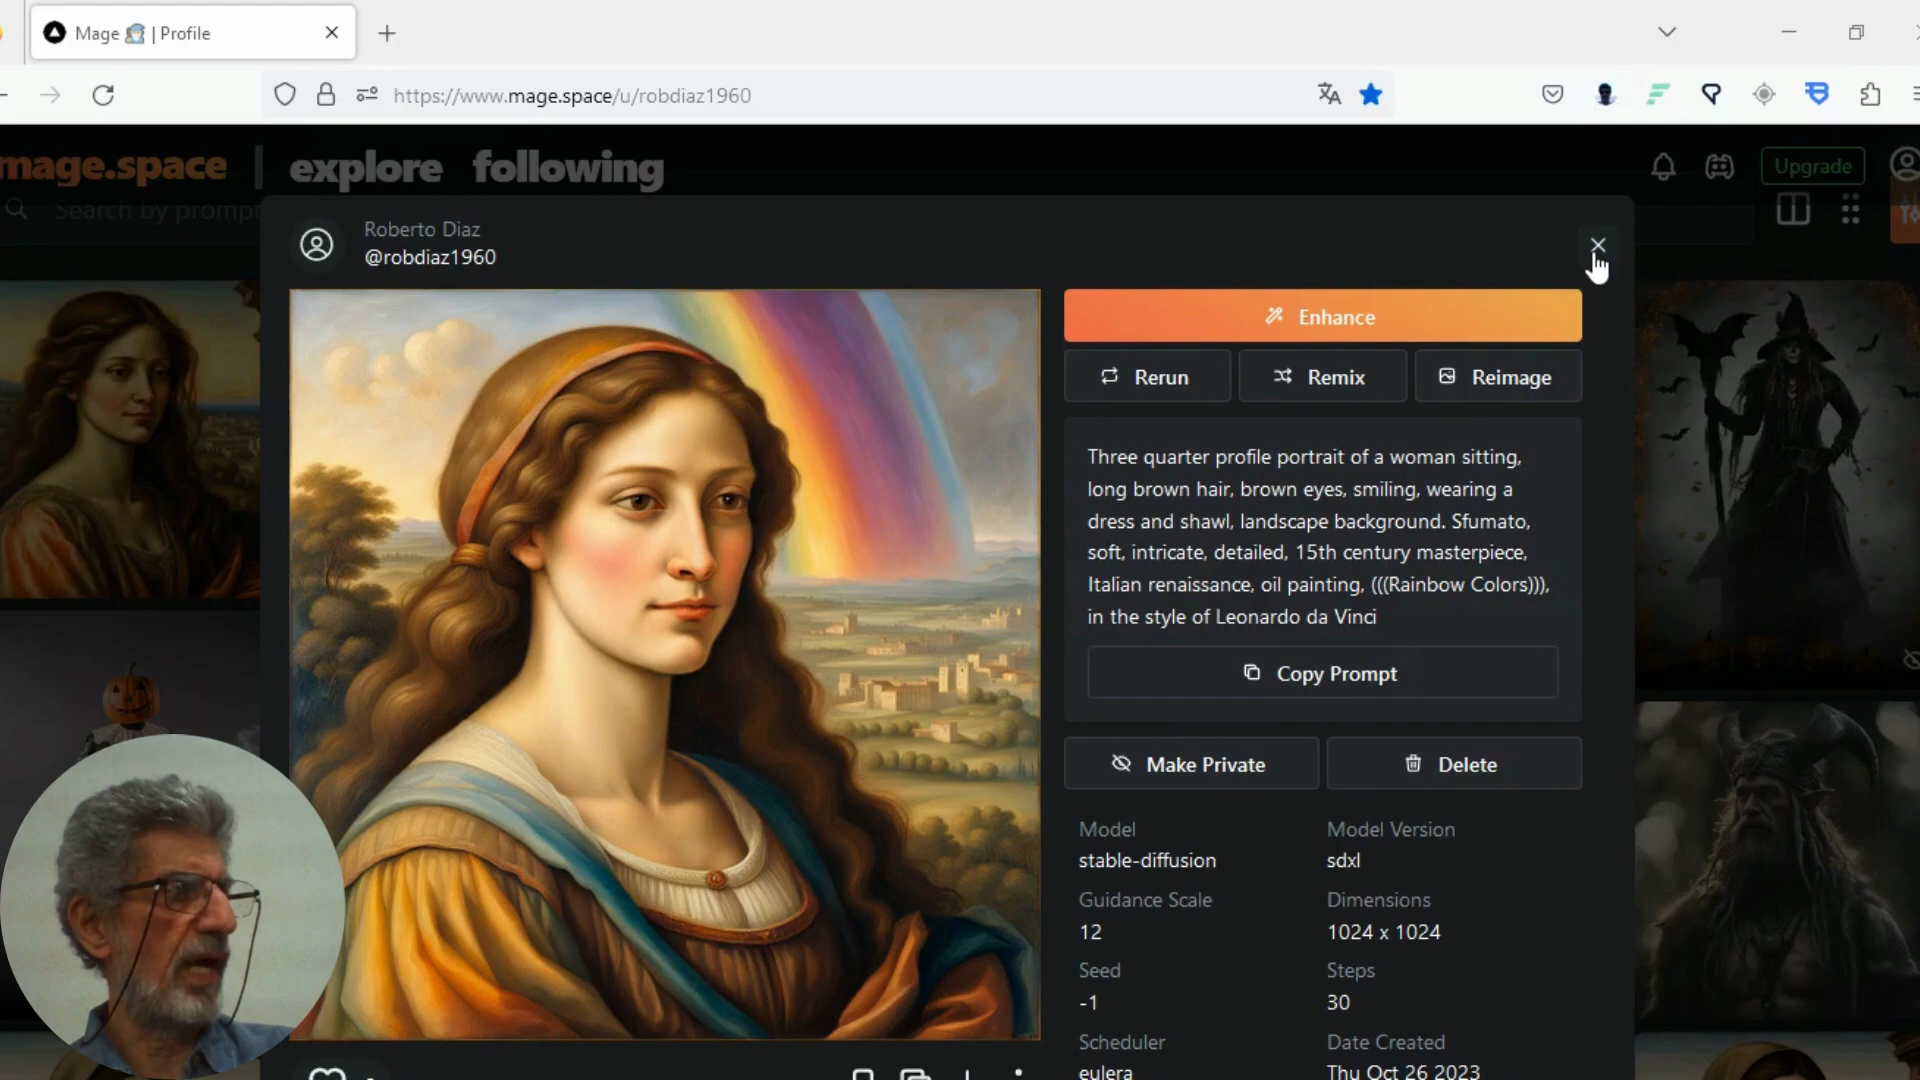 Mage | Profile
https://www.mage.space/u/robdiaz1960
mage.space | explore following
Upgrade
Search by prompt
Roberto Diaz
@robdiaz1960
Enhance
Rerun
Remix
Reimage
Three quarter profile portrait of a woman sitting,
long brown hair, brown eyes, smiling, wearing a
dress and shawl, landscape background. Sfumato,
soft, intricate, detailed, 15th century masterpiece,
Italian renaissance, oil painting, (((Rainbow Colors))),
in the style of Leonardo da Vinci
Copy Prompt
Make Private
Delete
Model
Model Version
stable-diffusion
sdxl
Guidance Scale
Dimensions
12
1024 x 1024
Seed
Steps
-1
30
Scheduler
Date Created
eulera
Thu Oct 26 2023